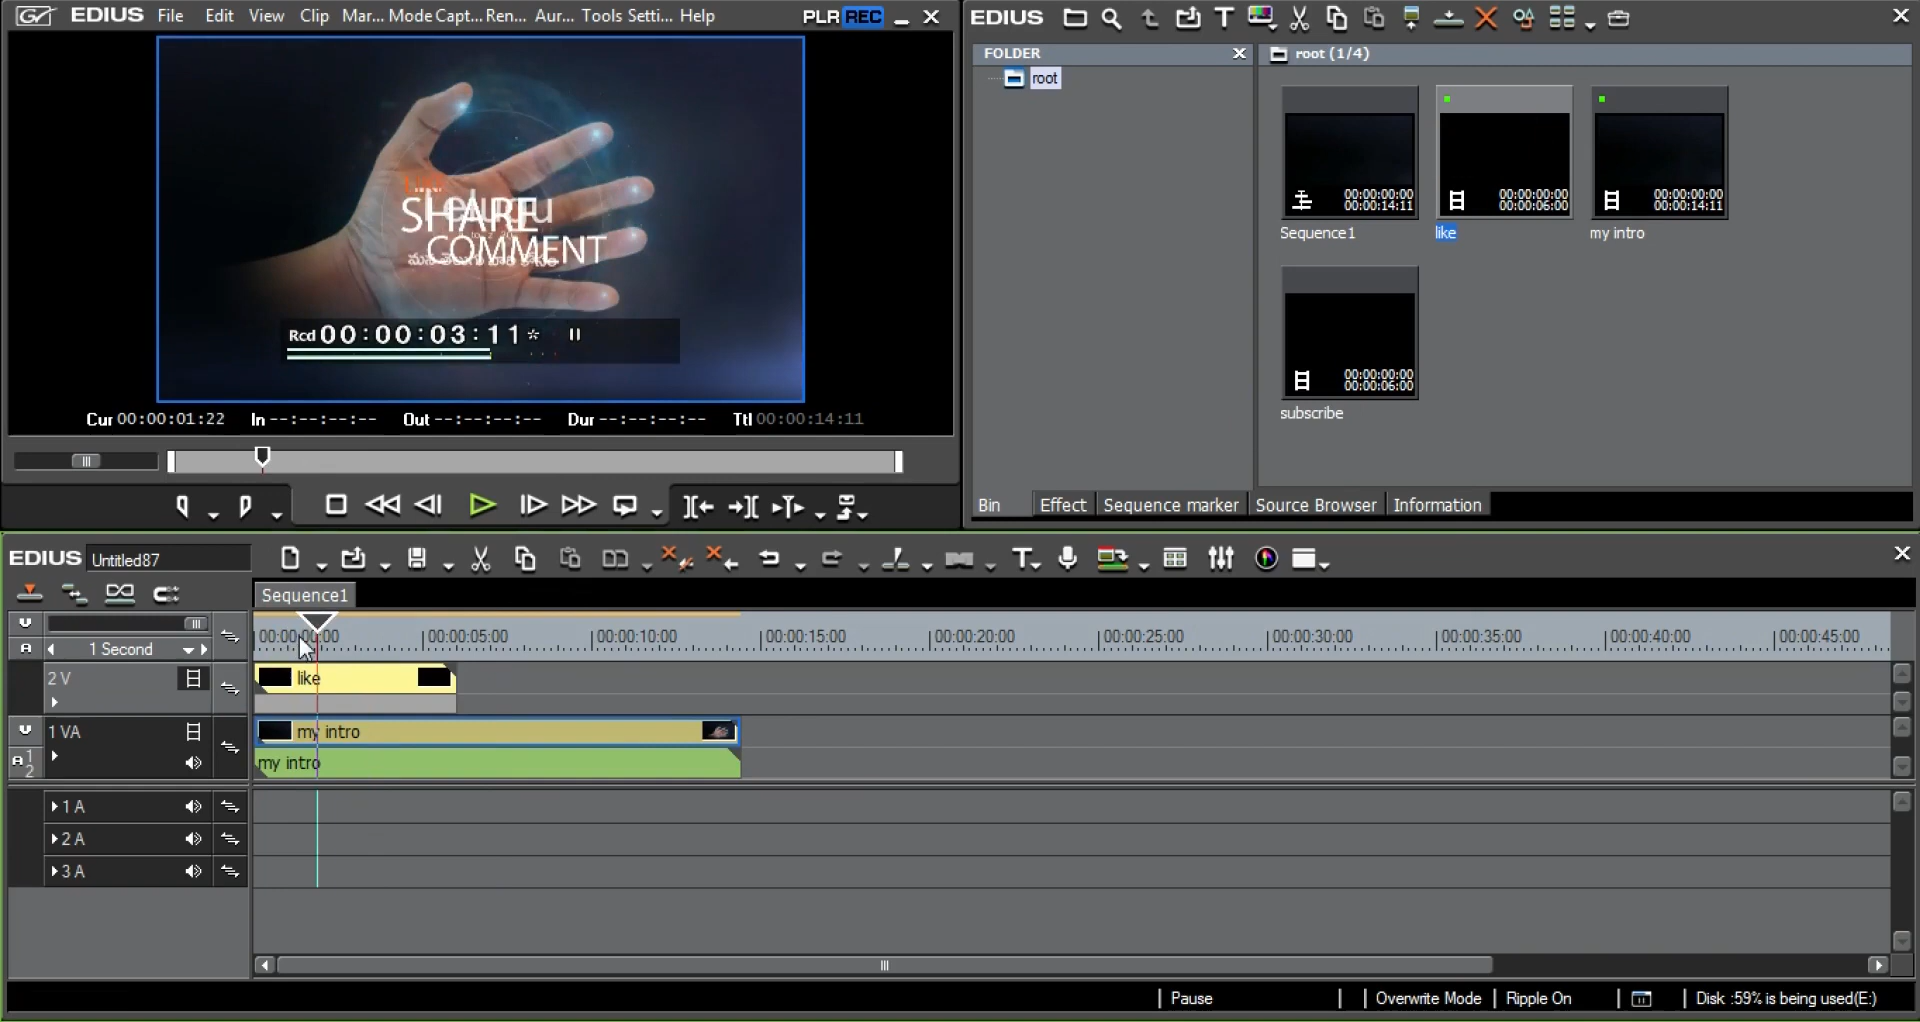 EDIUS File Edit View Clip Mar... Mode Capt... Ren... Aur... Tools Setti... Help PLR REC
SHARE
COMMENT
Rcd 00:00:03:11 *
Cur 00:00:01:22 In --:--:--:-- Out --:--:--:-- Dur --:--:--:-- Ttl 00:00:14:11
EDIUS
FOLDER
root
root (1/4)
00:00:00:00
00:00:14:11
Sequence1
00:00:00:00
00:00:06:00
like
00:00:00:00
00:00:14:11
my intro
00:00:00:00
00:00:06:00
subscribe
Bin Effect Sequence marker Source Browser Information
EDIUS Untitled87
Sequence1
1 Second
00:00:00:00 00:00:05:00 00:00:10:00 00:00:15:00 00:00:20:00 00:00:25:00 00:00:30:00 00:00:35:00 00:00:40:00 00:00:45:00
2 V
like
1 VA
my intro
A 1
2
my intro
1 A
2 A
3 A
Pause Overwrite Mode Ripple On Disk :59% is being used(E:)